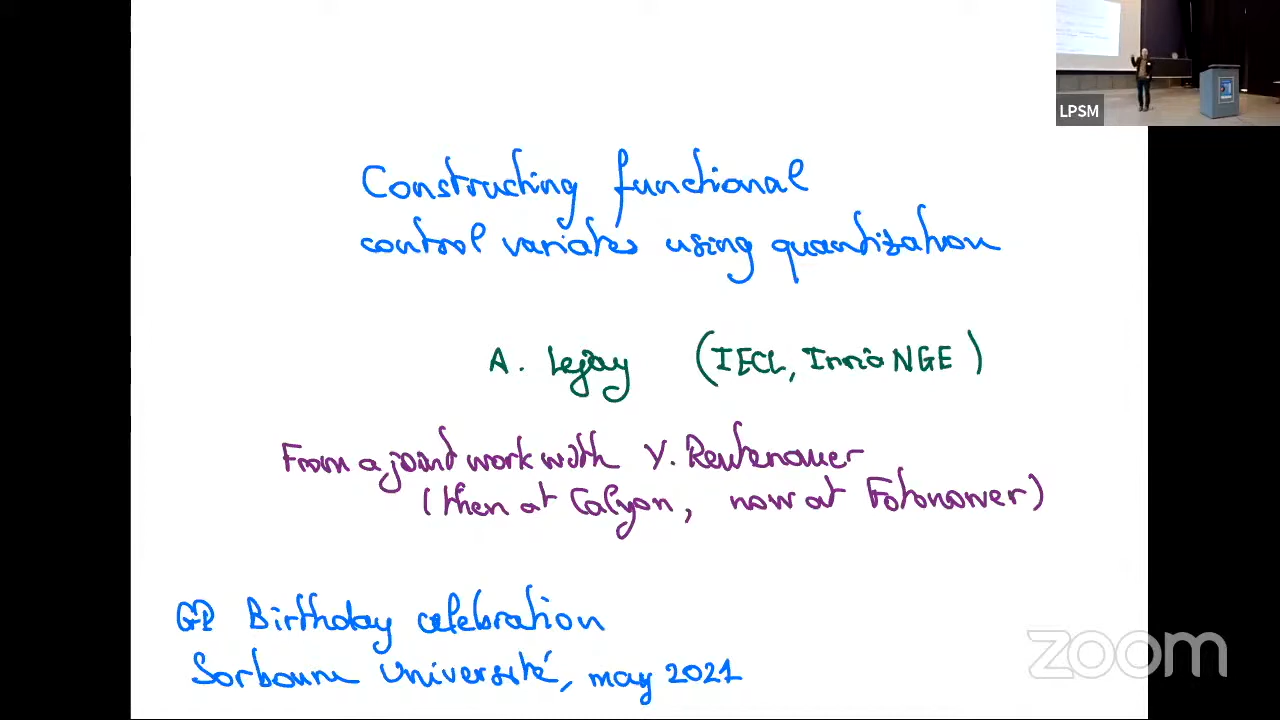 Constructing functional
control variates using quantization
A. Lejay (IECL, Inria NGE)
From a joint work with V. Reutenauer
(then at Calyon, now at Fotonower)
GP Birthday celebration
Sorbonne Université, may 2021
LPSM
zoom